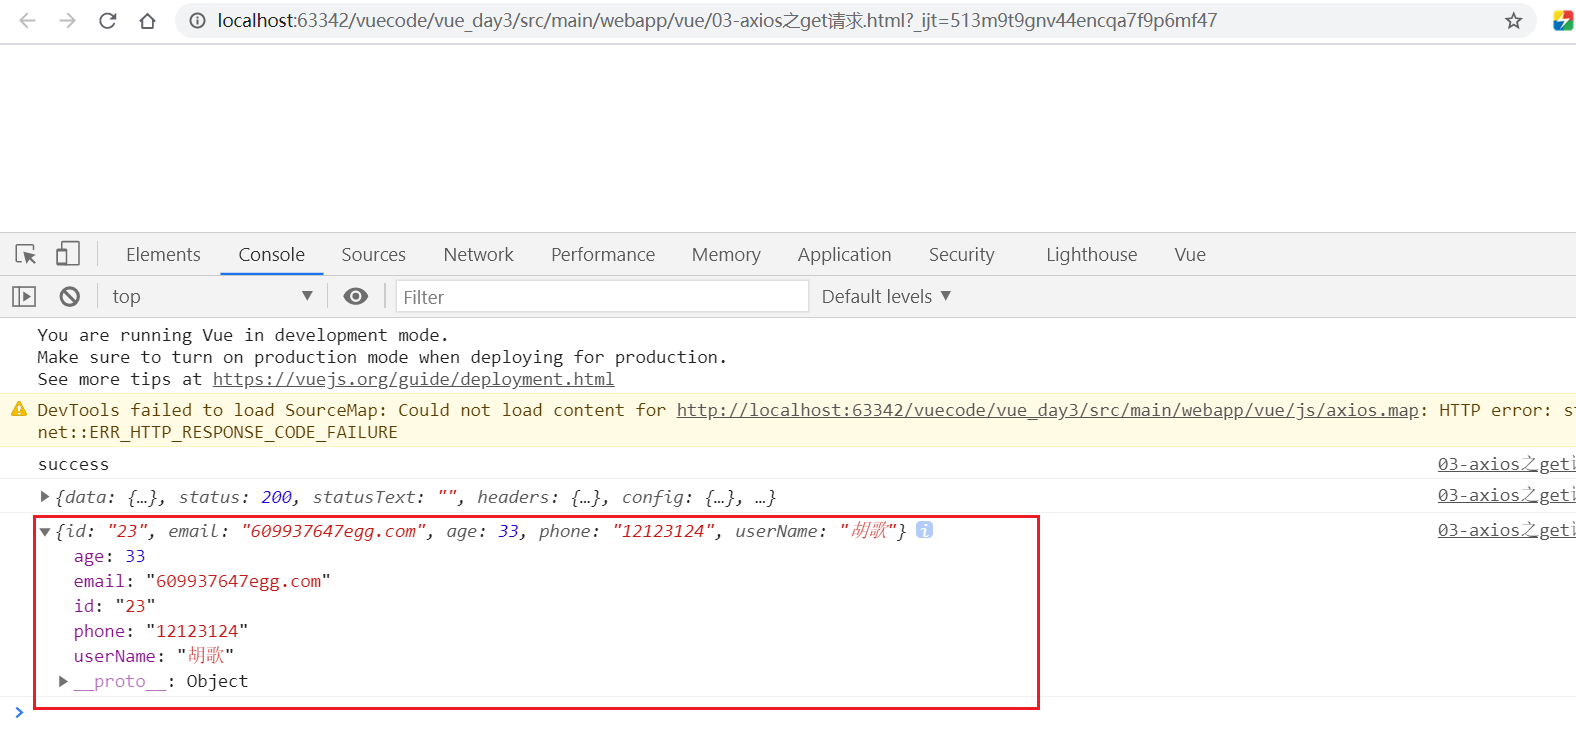 localhost:63342/vuecode/vue_day3/src/main/webapp/vue/03-axios之get请求.html?_ijt=513m9t9gnv44encqa7f9p6mf47
Elements Console Sources Network Performance Memory Application Security Lighthouse Vue
top Filter Default levels
You are running Vue in development mode.
Make sure to turn on production mode when deploying for production.
See more tips at https://vuejs.org/guide/deployment.html
DevTools failed to load SourceMap: Could not load content for http://localhost:63342/vuecode/vue_day3/src/main/webapp/vue/js/axios.map: HTTP error:
net::ERR_HTTP_RESPONSE_CODE_FAILURE
success 03-axios之get
{data: {…}, status: 200, statusText: "", headers: {…}, config: {…}, …} 03-axios之get
{id: "23", email: "609937647egg.com", age: 33, phone: "12123124", userName: "胡歌"} 03-axios之get
age: 33
email: "609937647egg.com"
id: "23"
phone: "12123124"
userName: "胡歌"
__proto__: Object